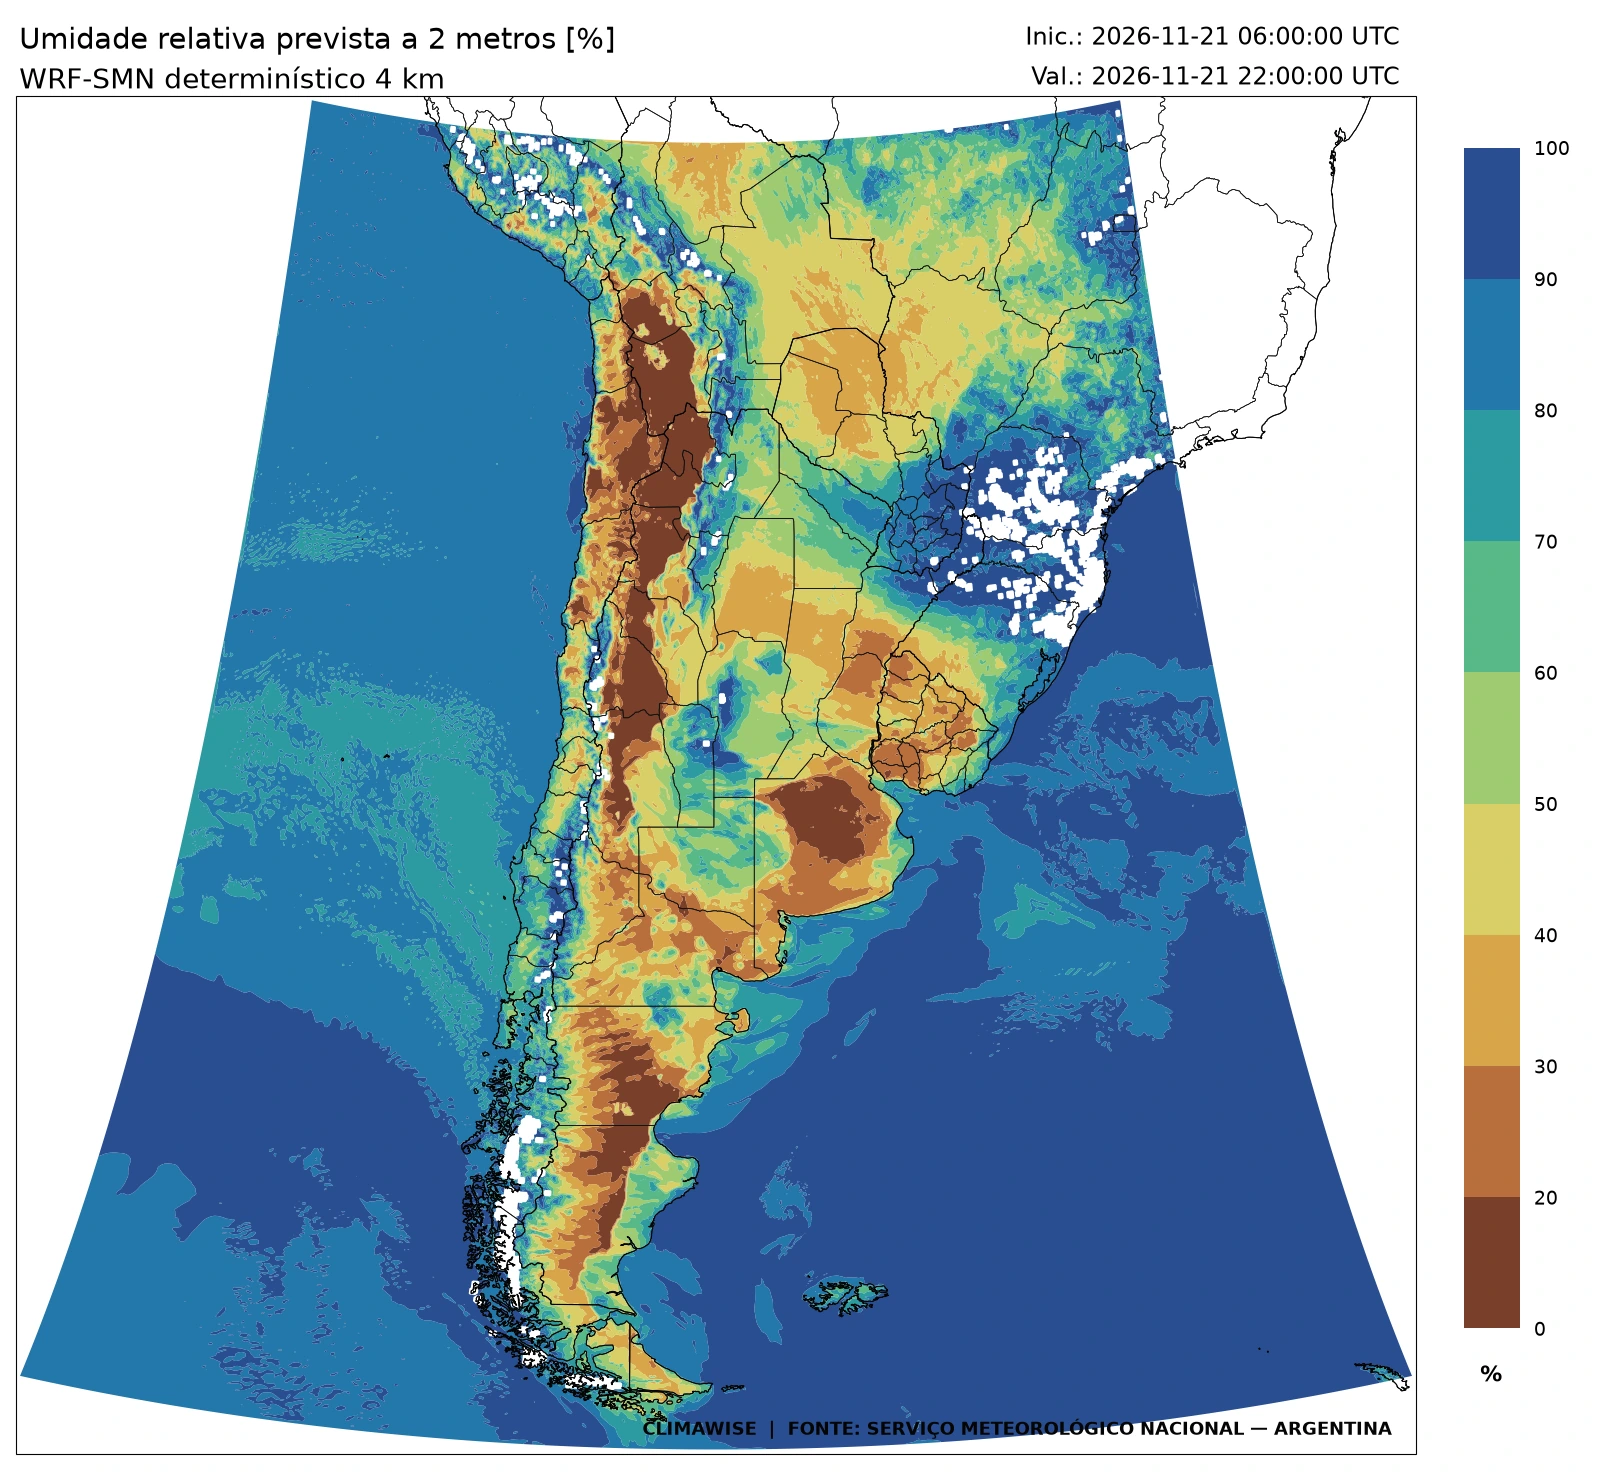 Umidade relativa prevista a 2 metros [%]
WRF-SMN determinístico 4 km
Inic.: 2026-11-21 06:00:00 UTC
Val.: 2026-11-21 22:00:00 UTC
100
90
80
70
60
50
40
30
20
0
%
CLIMAWISE | FONTE: SERVIÇO METEOROLÓGICO NACIONAL — ARGENTINA